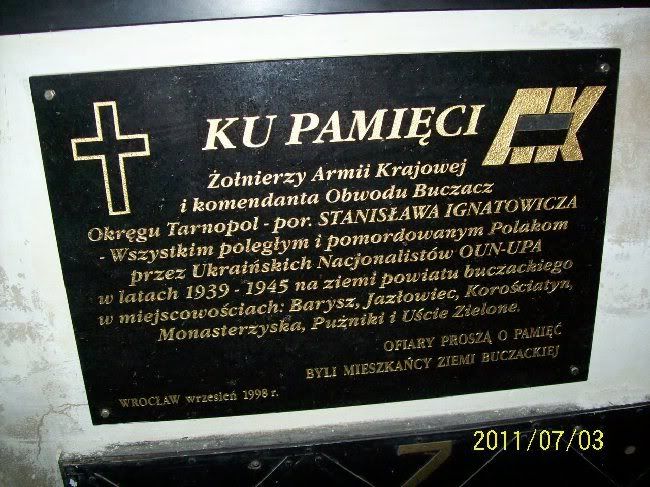 KU PAMIĘCI
AK
Żołnierzy Armii Krajowej
i komendanta Obwodu Buczacz
Okręgu Tarnopol - por. STANISŁAWA IGNATOWICZA
- Wszystkim poległym i pomordowanym Polakom
przez Ukraińskich Nacjonalistów OUN-UPA
w latach 1939 - 1945 na ziemi powiatu buczackiego
w miejscowościach: Barysz, Jazłowiec, Korościatyn,
Monasterzyska, Puźniki i Uście Zielone.
OFIARY PROSZĄ O PAMIĘĆ
BYLI MIESZKAŃCY ZIEMI BUCZACKIEJ
WROCŁAW wrzesień 1998 r.
7
2011/07/03